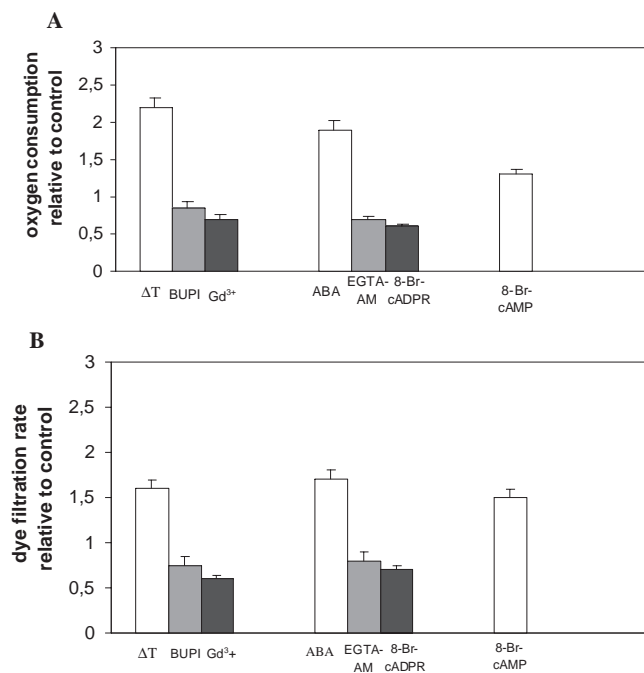 A
oxygen consumption
relative to control
3
2,5
2
1,5
1
0,5
0
ΔT BUPI Gd³⁺ ABA EGTA-AM 8-Br-cADPR 8-Br-cAMP
B
dye filtration rate
relative to control
3
2,5
2
1,5
1
0,5
0
ΔT BUPI Gd³+ ABA EGTA-AM 8-Br-cADPR 8-Br-cAMP